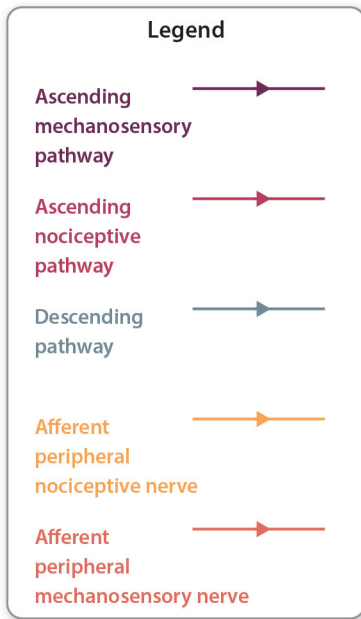 Legend
Ascending
mechanosensory
pathway
Ascending
nociceptive
pathway
Descending
pathway
Afferent
peripheral
nociceptive nerve
Afferent
peripheral
mechanosensory nerve